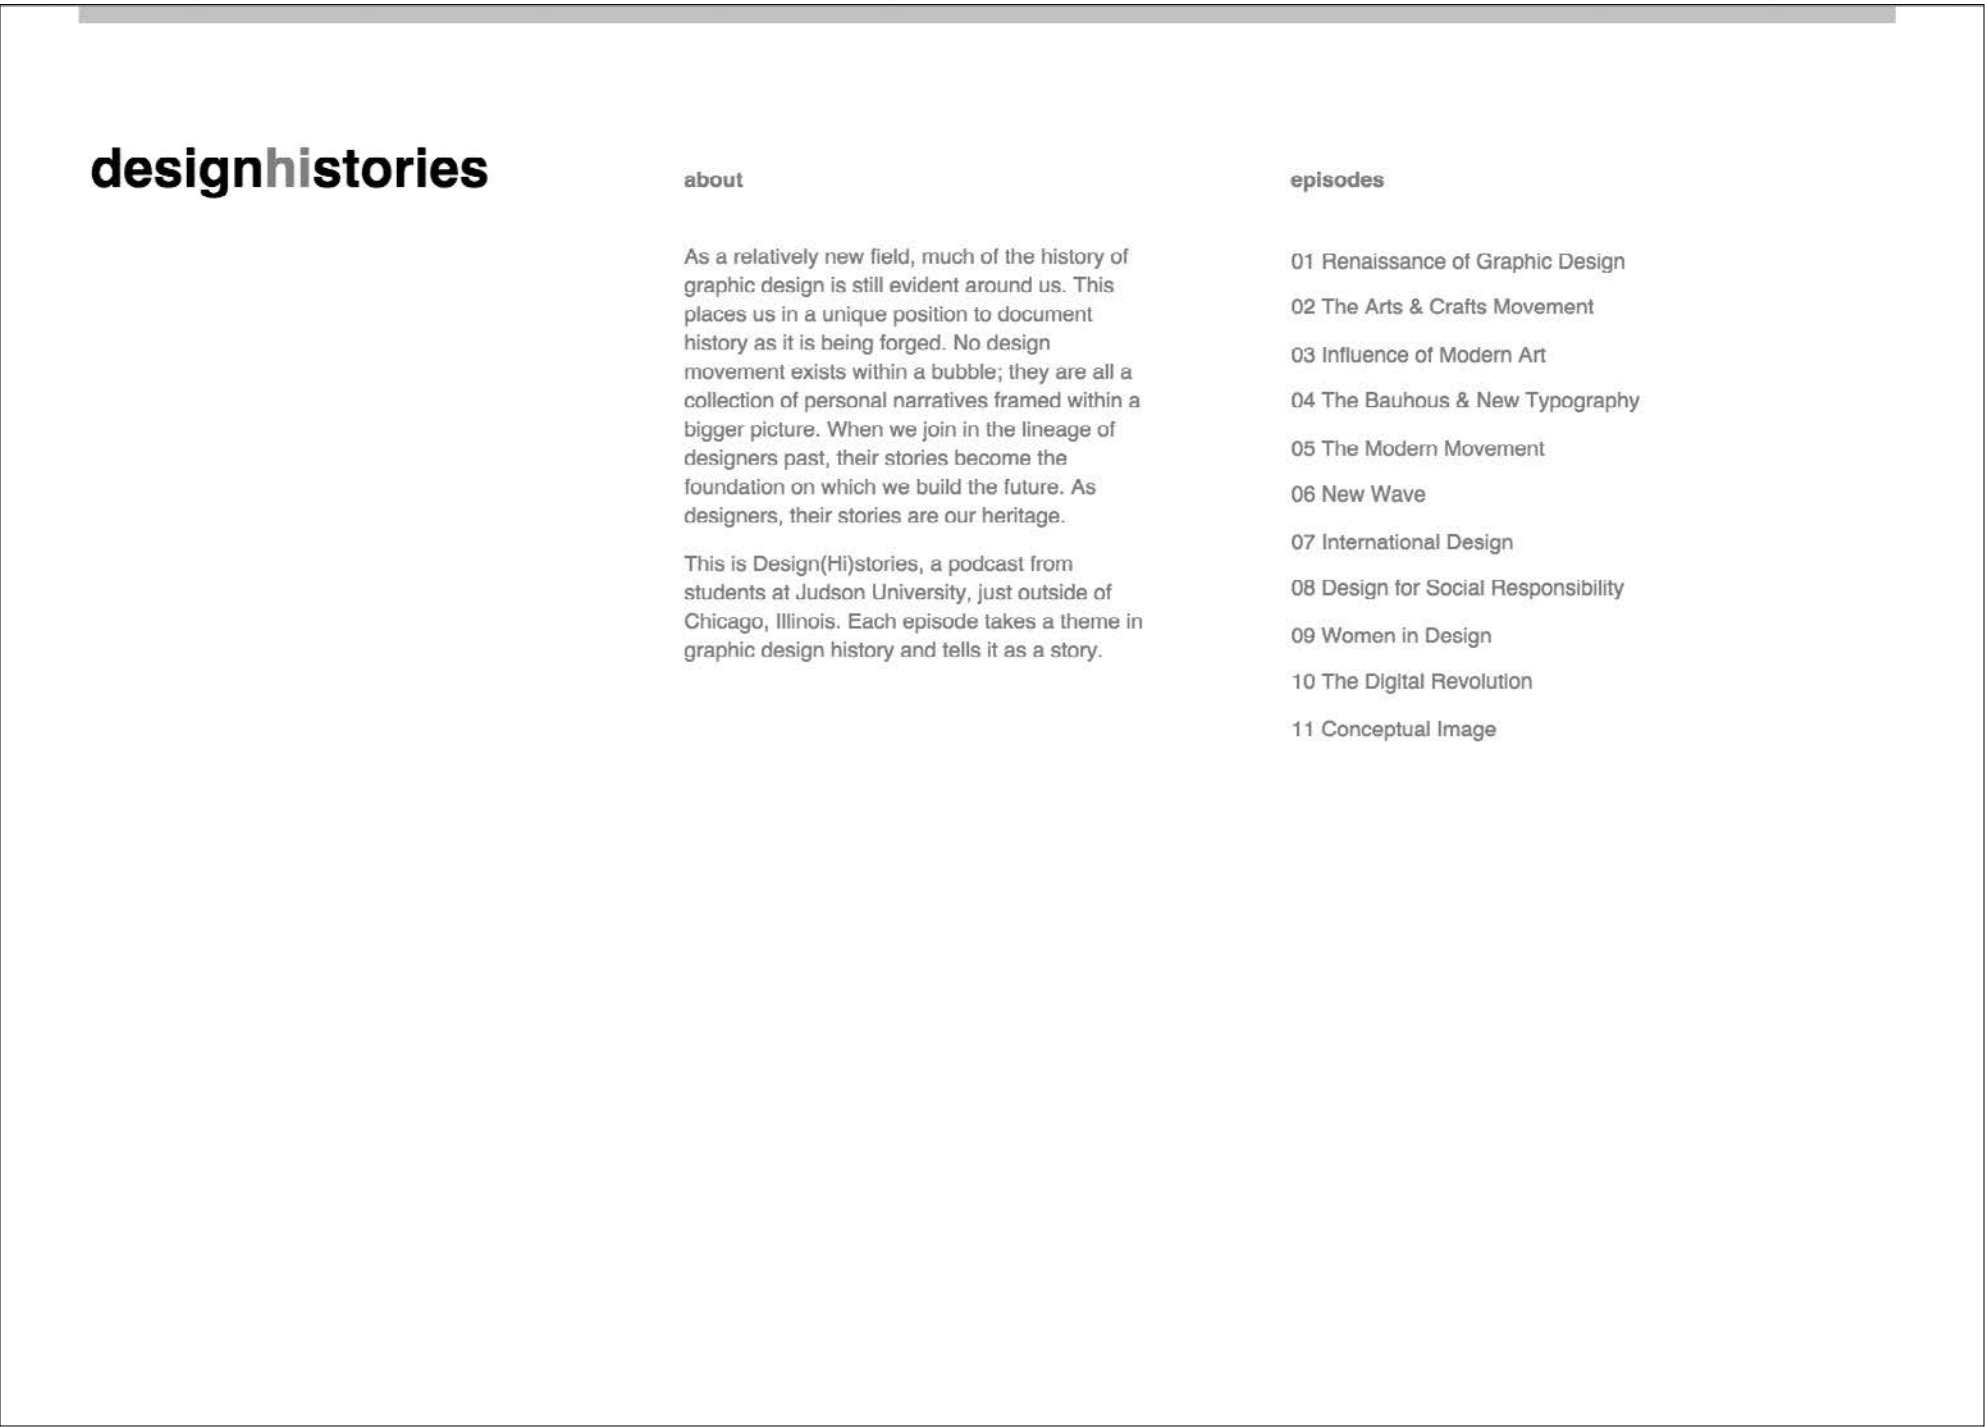 designhistories
about
As a relatively new field, much of the history of
graphic design is still evident around us. This
places us in a unique position to document
history as it is being forged. No design
movement exists within a bubble; they are all a
collection of personal narratives framed within a
bigger picture. When we join in the lineage of
designers past, their stories become the
foundation on which we build the future. As
designers, their stories are our heritage.
This is Design(Hi)stories, a podcast from
students at Judson University, just outside of
Chicago, Illinois. Each episode takes a theme in
graphic design history and tells it as a story.
episodes
01 Renaissance of Graphic Design
02 The Arts & Crafts Movement
03 Influence of Modern Art
04 The Bauhous & New Typography
05 The Modern Movement
06 New Wave
07 International Design
08 Design for Social Responsibility
09 Women in Design
10 The Digital Revolution
11 Conceptual Image